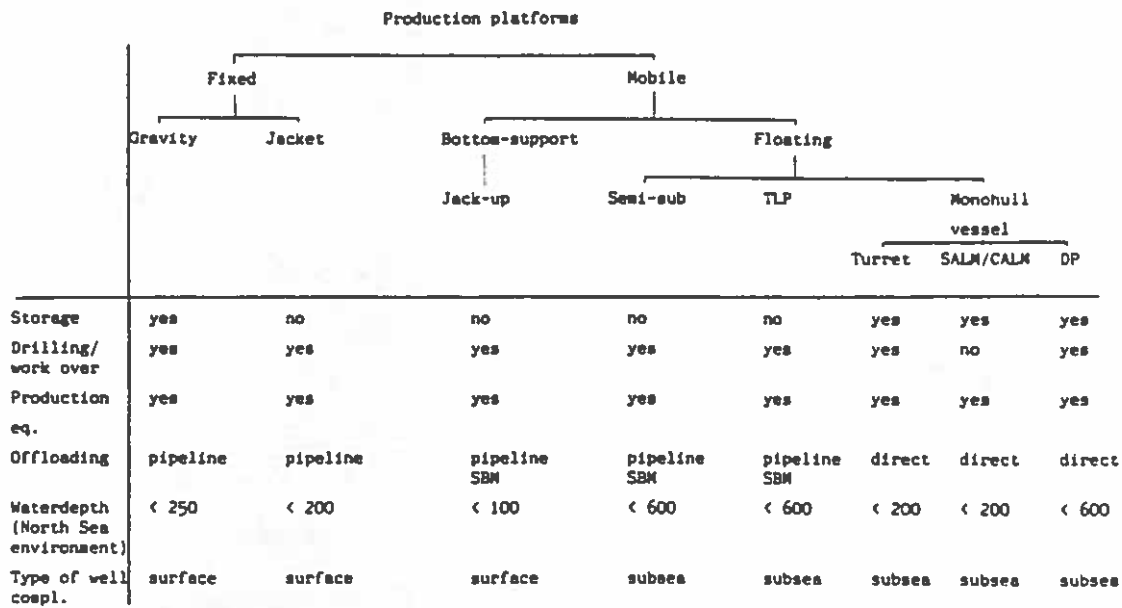 Production platforms
Fixed Mobile
Gravity Jacket Bottom-support Floating
Jack-up Semi-sub TLP Monohull
vessel
Turret SALM/CALM DP
Storage yes no no no no yes yes yes
Drilling/ yes yes yes yes yes yes no yes
work over
Production yes yes yes yes yes yes yes yes
eq.
Offloading pipeline pipeline pipeline pipeline pipeline direct direct direct
SBM SBM SBM
Waterdepth < 250 < 200 < 100 < 600 < 600 < 200 < 200 < 600
(North Sea
environment)
Type of well surface surface surface subsea subsea subsea subsea subsea
compl.